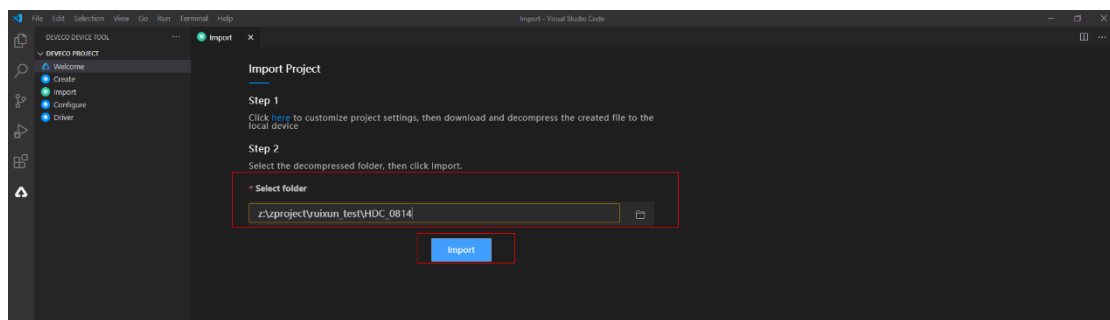 File Edit Selection View Go Run Terminal Help
Import - Visual Studio Code
DEVECO DEVICE TOOL
Import
DEVECO PROJECT
Welcome
Create
Import
Configure
Driver
Import Project
Step 1
Click here to customize project settings, then download and decompress the created file to the
local device
Step 2
Select the decompressed folder, then click Import.
* Select folder
z:\zproject\ruixun_test\HDC_0814
Import